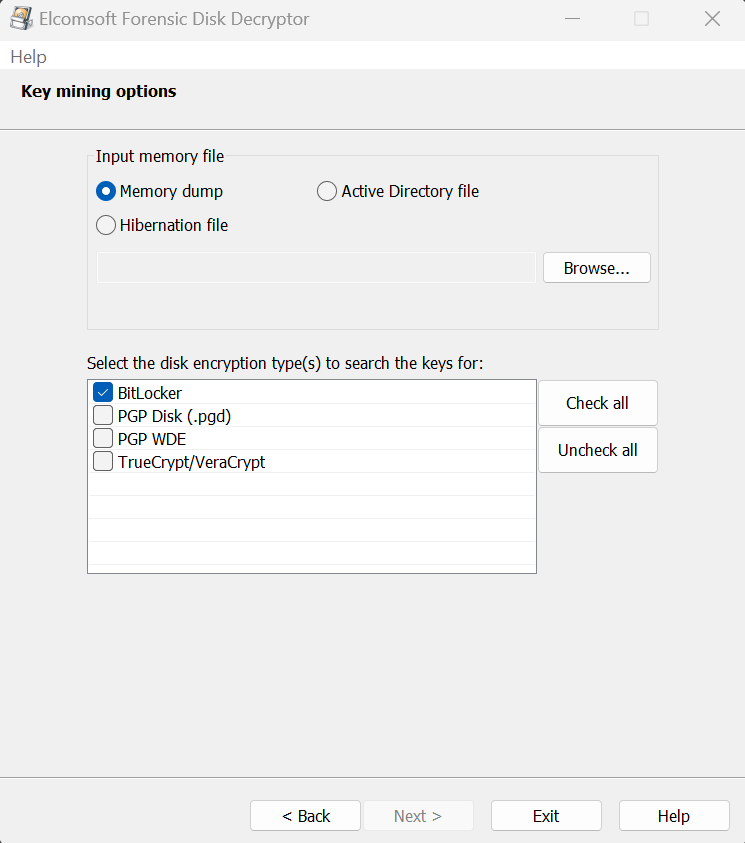 Elcomsoft Forensic Disk Decryptor
Help
Key mining options
Input memory file
Memory dump
Active Directory file
Hibernation file
Browse...
Select the disk encryption type(s) to search the keys for:
BitLocker
Check all
PGP Disk (.pgd)
PGP WDE
Uncheck all
TrueCrypt/VeraCrypt
< Back
Next >
Exit
Help